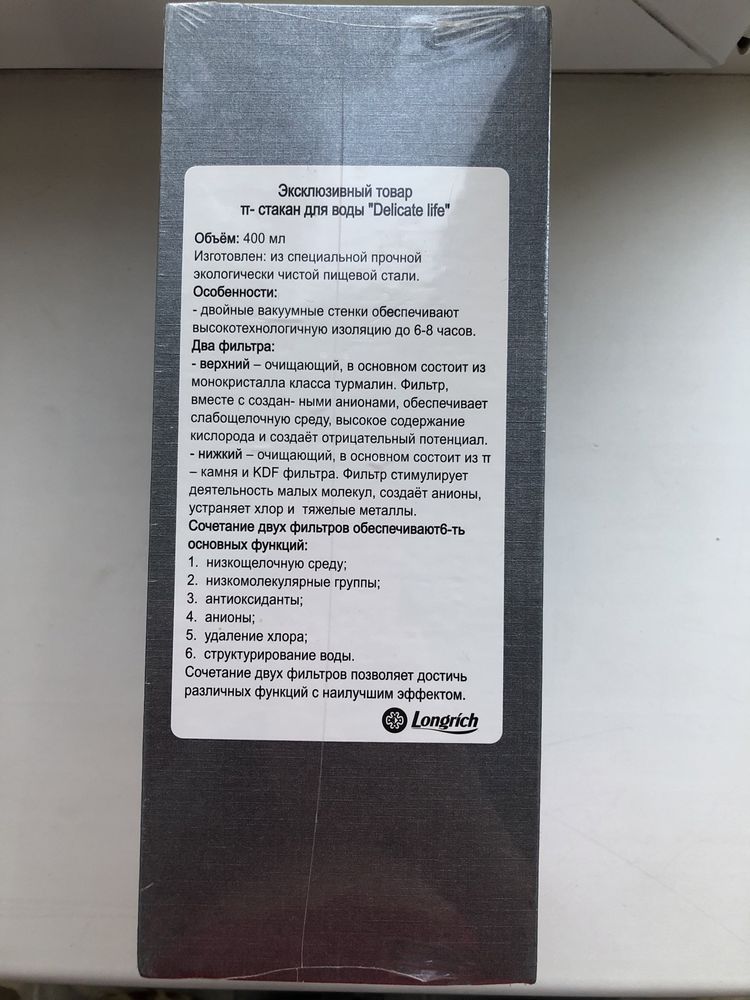 Эксклюзивный товар
π- стакан для воды "Delicate life"
Объём: 400 мл
Изготовлен: из специальной прочной
экологически чистой пищевой стали.
Особенности:
- двойные вакуумные стенки обеспечивают
высокотехнологичную изоляцию до 6-8 часов.
Два фильтра:
- верхний – очищающий, в основном состоит из
монокристалла класса турмалин. Фильтр,
вместе с создан- ными анионами, обеспечивает
слабощелочную среду, высокое содержание
кислорода и создаёт отрицательный потенциал.
- нижкий – очищающий, в основном состоит из π
– камня и KDF фильтра. Фильтр стимулирует
деятельность малых молекул, создаёт анионы,
устраняет хлор и тяжелые металлы.
Сочетание двух фильтров обеспечивают6-ть
основных функций:
1. низкощелочную среду;
2. низкомолекулярные группы;
3. антиоксиданты;
4. анионы;
5. удаление хлора;
6. структурирование воды.
Сочетание двух фильтров позволяет достичь
различных функций с наилучшим эффектом.
Longrich